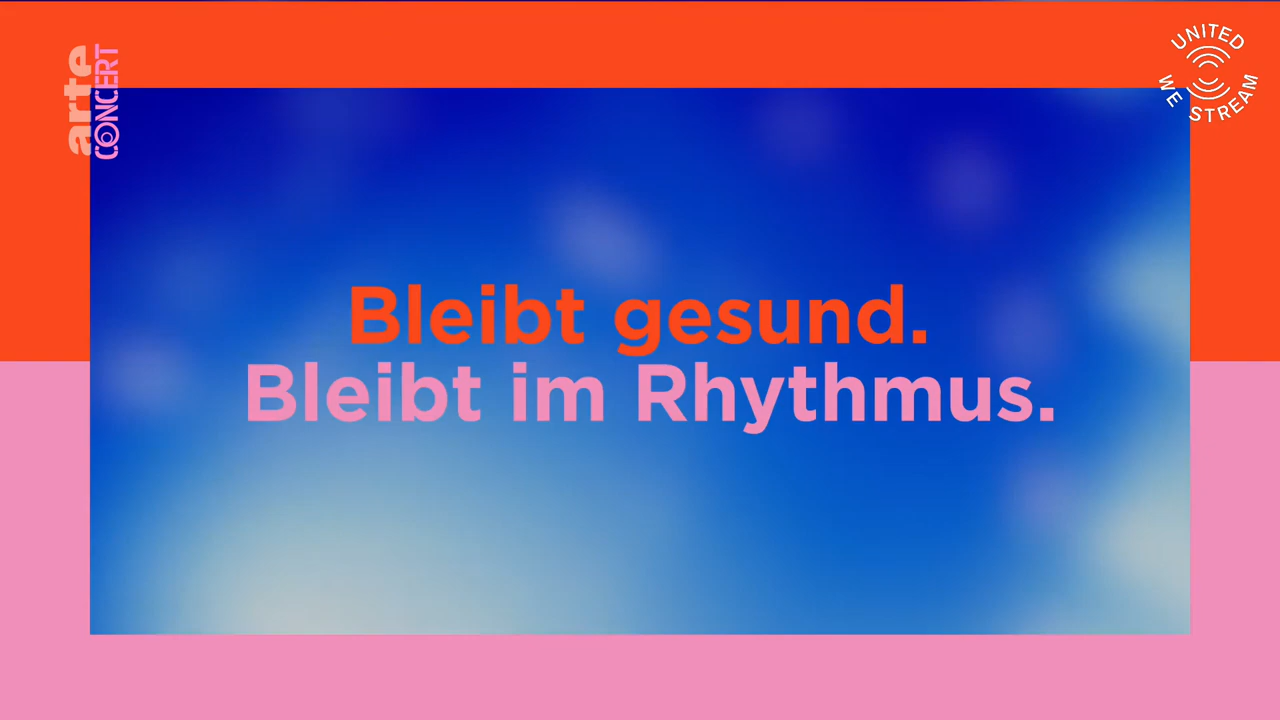 arte
CONCERT
UNITED
WE STREAM
Bleibt gesund.
Bleibt im Rhythmus.